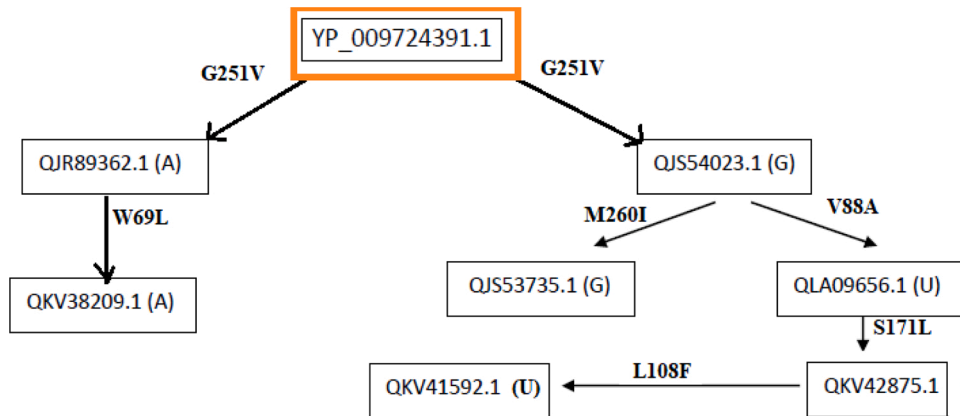 YP_009724391.1
G251V
G251V
QJR89362.1 (A)
QJS54023.1 (G)
W69L
M260I
V88A
QKV38209.1 (A)
QJS53735.1 (G)
QLA09656.1 (U)
S171L
L108F
QKV41592.1 (U)
QKV42875.1